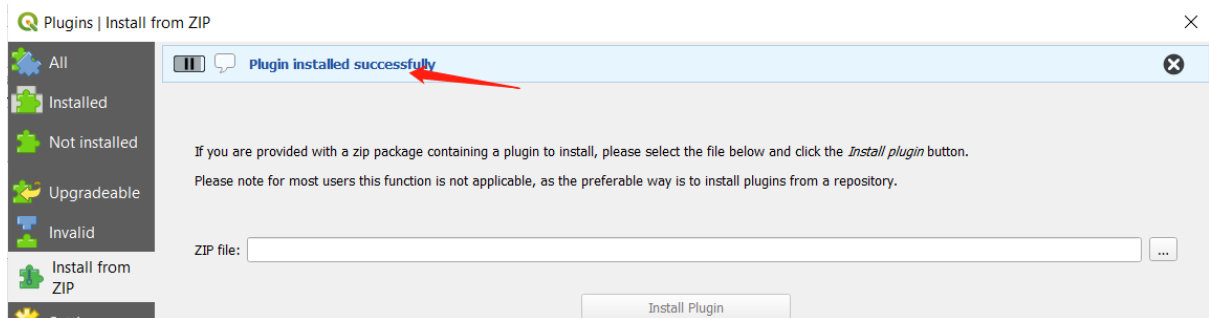 Plugins | Install from ZIP
All
Plugin installed successfully
Installed
Not installed
If you are provided with a zip package containing a plugin to install, please select the file below and click the Install plugin button.
Please note for most users this function is not applicable, as the preferable way is to install plugins from a repository.
Upgradeable
Invalid
ZIP file:
...
Install from
ZIP
Install Plugin